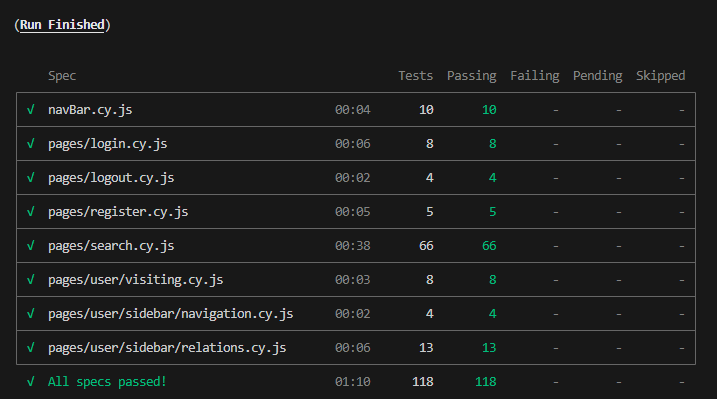 (Run Finished)
Spec Tests Passing Failing Pending Skipped
√ navBar.cy.js 00:04 10 10 - - -
√ pages/login.cy.js 00:06 8 8 - - -
√ pages/logout.cy.js 00:02 4 4 - - -
√ pages/register.cy.js 00:05 5 5 - - -
√ pages/search.cy.js 00:38 66 66 - - -
√ pages/user/visiting.cy.js 00:03 8 8 - - -
√ pages/user/sidebar/navigation.cy.js 00:02 4 4 - - -
√ pages/user/sidebar/relations.cy.js 00:06 13 13 - - -
√ All specs passed! 01:10 118 118 - - -